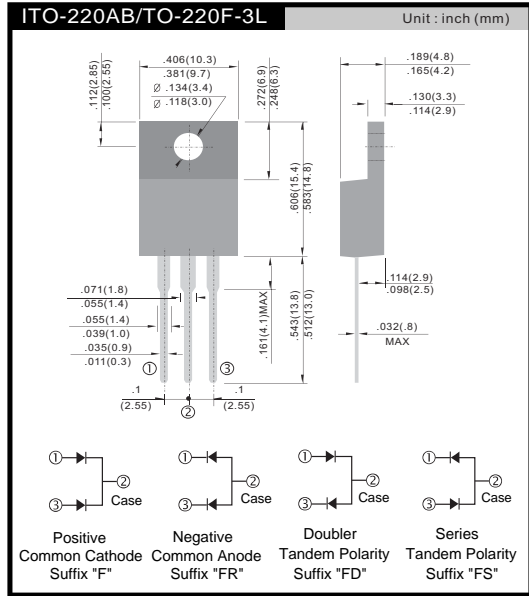 ITO-220AB/TO-220F-3L
Unit : inch (mm)
.406(10.3)
.381(9.7)
Ø .134(3.4)
Ø .118(3.0)
.112(2.85)
.100(2.55)
.272(6.9)
.248(6.3)
.189(4.8)
.165(4.2)
.130(3.3)
.114(2.9)
.606(15.4)
.583(14.8)
.071(1.8)
.055(1.4)
.055(1.4)
.039(1.0)
.035(0.9)
.011(0.3)
.161(4.1)MAX
.543(13.8)
.512(13.0)
.114(2.9)
.098(2.5)
.032(.8)
MAX
① ③
.1
(2.55)
②
.1
(2.55)
① ② ③ Case
① ② ③ Case
① ② ③ Case
① ② ③ Case
Positive
Common Cathode
Suffix "F"
Negative
Common Anode
Suffix "FR"
Doubler
Tandem Polarity
Suffix "FD"
Series
Tandem Polarity
Suffix "FS"